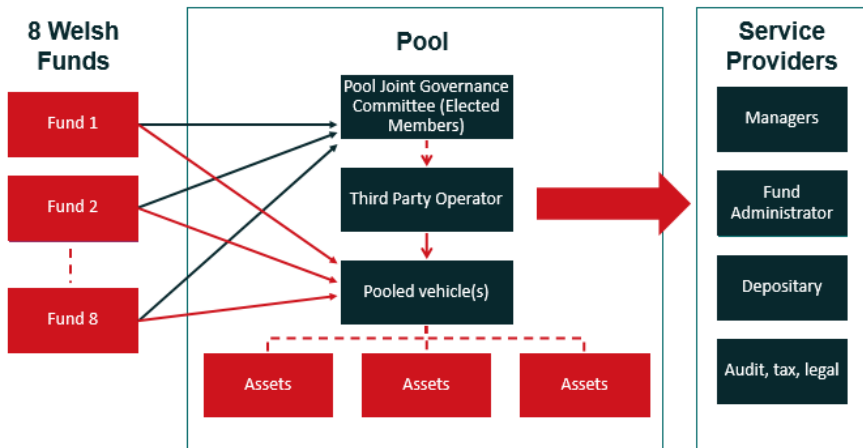 8 Welsh
Funds
Fund 1
Fund 2
Fund 8
Pool
Pool Joint Governance
Committee (Elected
Members)
Third Party Operator
Pooled vehicle(s)
Assets
Assets
Assets
Service
Providers
Managers
Fund
Administrator
Depositary
Audit, tax, legal